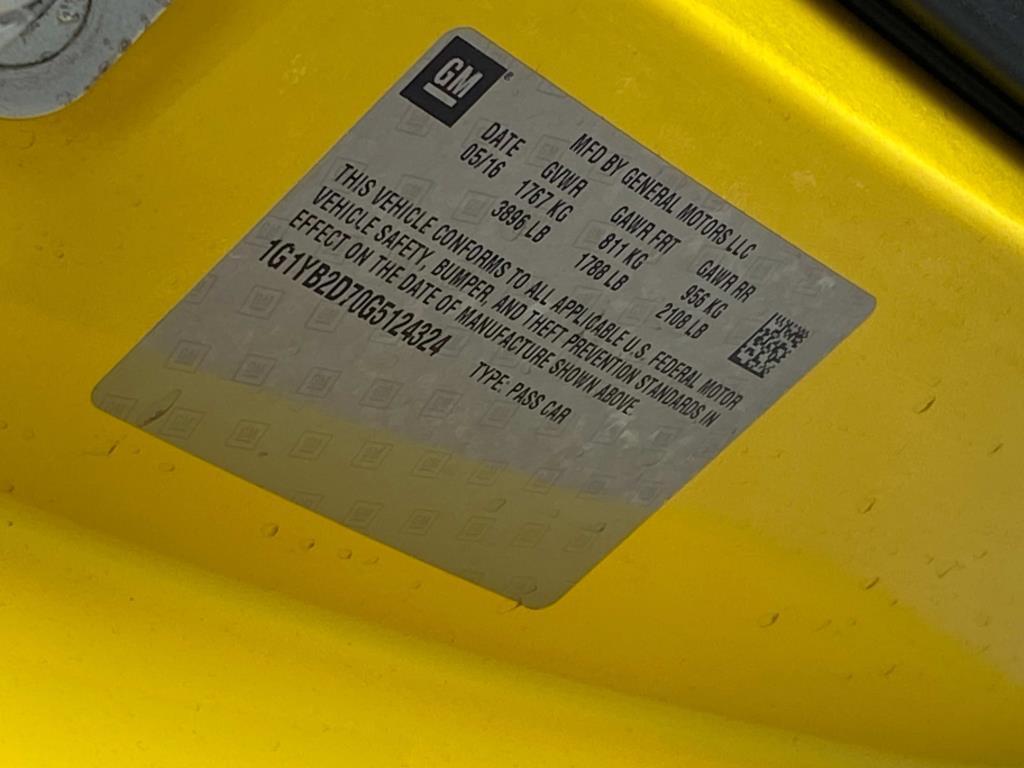 GM
MFD BY GENERAL MOTORS LLC
DATE GVWR GAWR FRT GAWR RR
05/16 1767 KG 811 KG 956 KG
3896 LB 1788 LB 2108 LB
THIS VEHICLE CONFORMS TO ALL APPLICABLE U.S. FEDERAL MOTOR
VEHICLE SAFETY, BUMPER, AND THEFT PREVENTION STANDARDS, IN
EFFECT ON THE DATE OF MANUFACTURE SHOWN ABOVE.
1G1YB2D70G5124324 TYPE: PASS CAR